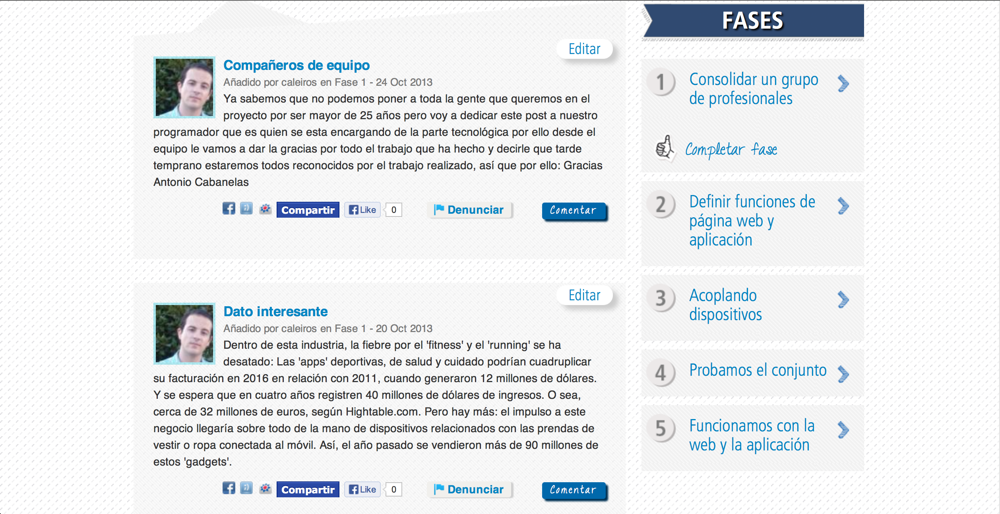 Editar
Compañeros de equipo
Añadido por caleiros en Fase 1 - 24 Oct 2013
Ya sabemos que no podemos poner a toda la gente que queremos en el
proyecto por ser mayor de 25 años pero voy a dedicar este post a nuestro
programador que es quien se esta encargando de la parte tecnológica por ello desde el
equipo le vamos a dar la gracias por todo el trabajo que ha hecho y decirle que tarde
temprano estaremos todos reconocidos por el trabajo realizado, así que por ello: Gracias
Antonio Cabanelas
Compartir Like 0 Denunciar Comentar
Editar
Dato interesante
Añadido por caleiros en Fase 1 - 20 Oct 2013
Dentro de esta industria, la fiebre por el 'fitness' y el 'running' se ha
desatado: Las 'apps' deportivas, de salud y cuidado podrían cuadruplicar
su facturación en 2016 en relación con 2011, cuando generaron 12 millones de dólares.
Y se espera que en cuatro años registren 40 millones de dólares de ingresos. O sea,
cerca de 32 millones de euros, según Hightable.com. Pero hay más: el impulso a este
negocio llegaría sobre todo de la mano de dispositivos relacionados con las prendas de
vestir o ropa conectada al móvil. Así, el año pasado se vendieron más de 90 millones de
estos 'gadgets'.
Compartir Like 0 Denunciar Comentar
FASES
1 Consolidar un grupo
de profesionales
Completar fase
2 Definir funciones de
página web y
aplicación
3 Acoplando
dispositivos
4 Probamos el conjunto
5 Funcionamos con la
web y la aplicación